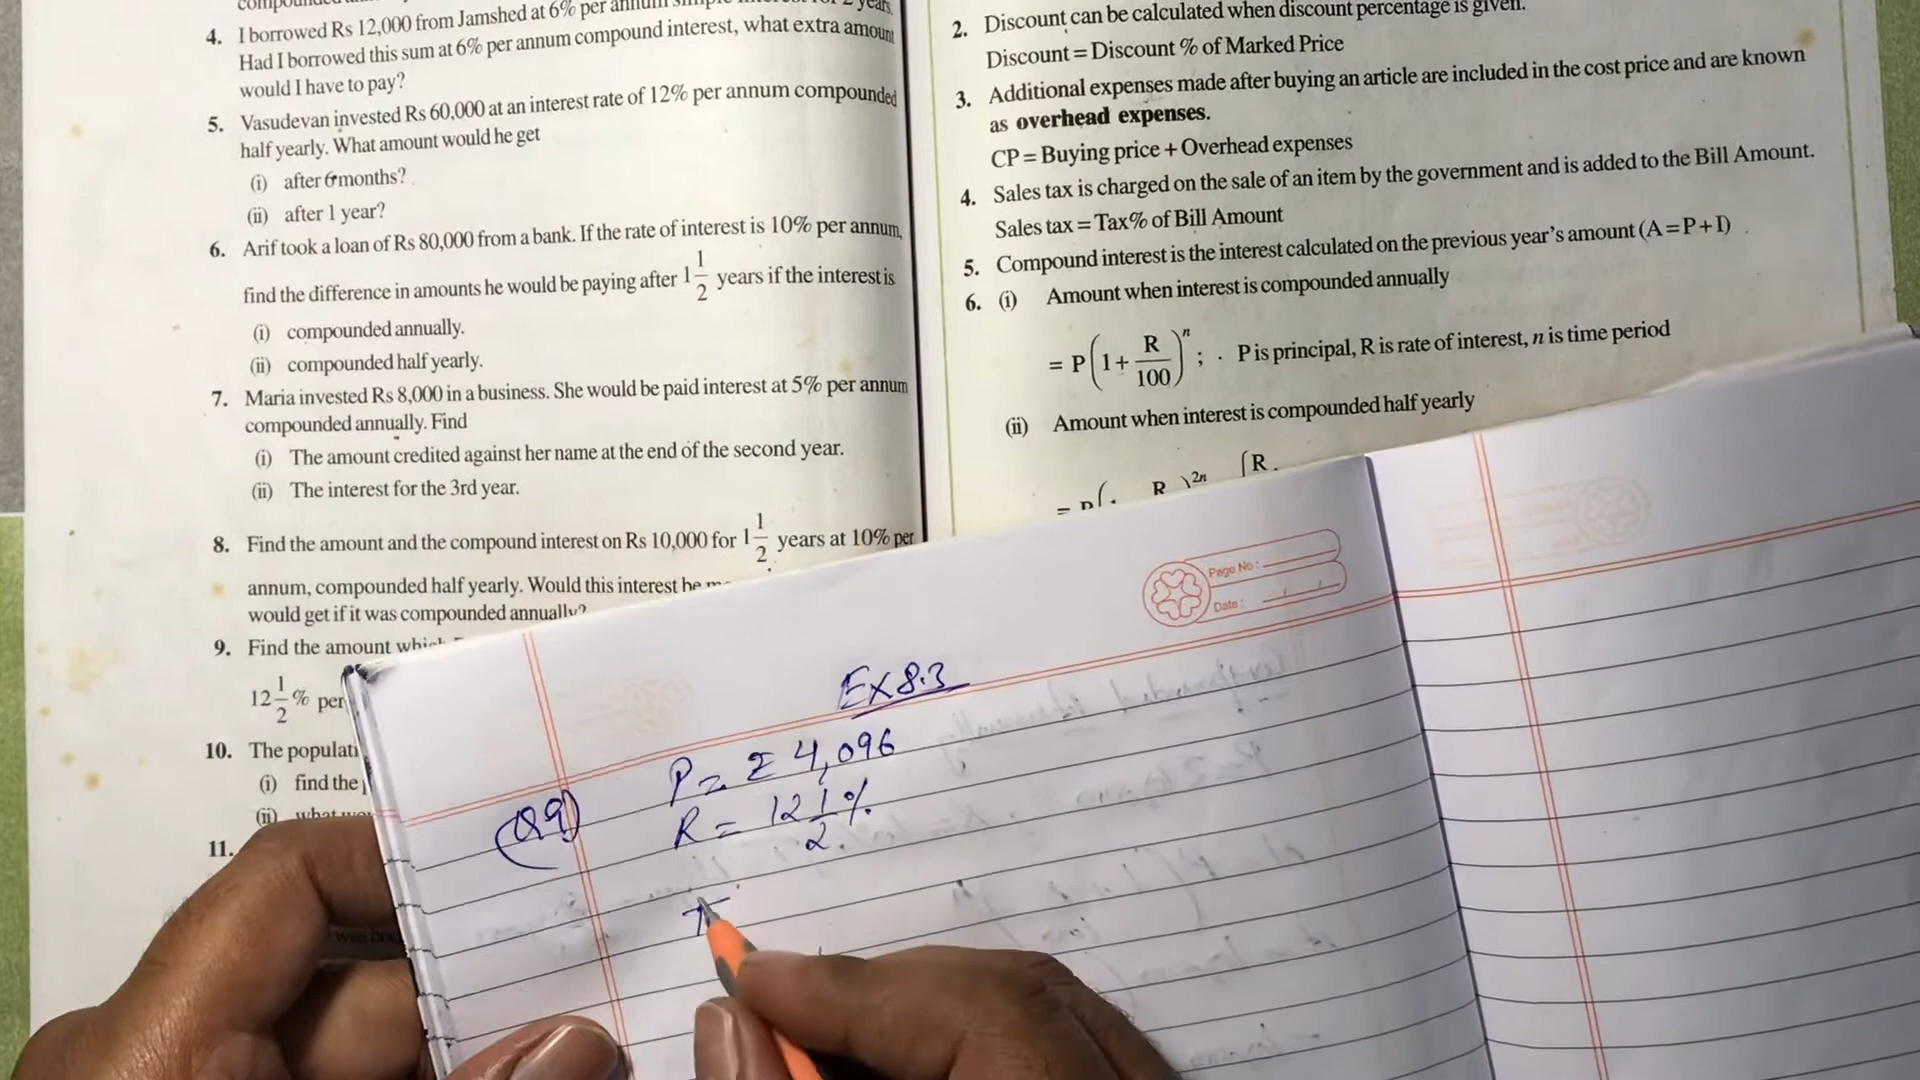 4. I borrowed Rs 12,000 from Jamshed at 6% per annum simple interest for 2 years.
Had I borrowed this sum at 6% per annum compound interest, what extra amount
would I have to pay?
5. Vasudevan invested Rs 60,000 at an interest rate of 12% per annum compounded
half yearly. What amount would he get
(i) after 6 months?
(ii) after 1 year?
6. Arif took a loan of Rs 80,000 from a bank. If the rate of interest is 10% per annum,
find the difference in amounts he would be paying after 1 1/2 years if the interest is
(i) compounded annually.
(ii) compounded half yearly.
7. Maria invested Rs 8,000 in a business. She would be paid interest at 5% per annum
compounded annually. Find
(i) The amount credited against her name at the end of the second year.
(ii) The interest for the 3rd year.
8. Find the amount and the compound interest on Rs 10,000 for 1 1/2 years at 10% per
annum, compounded half yearly. Would this interest be
would get if it was compounded annually?
9. Find the amount
12 1/2 % per
10. The
(i) find the
(ii) what
11.
2. Discount can be calculated when discount percentage is given.
Discount = Discount % of Marked Price
3. Additional expenses made after buying an article are included in the cost price and are known
as overhead expenses.
CP = Buying price + Overhead expenses
4. Sales tax is charged on the sale of an item by the government and is added to the Bill Amount.
Sales tax = Tax% of Bill Amount
5. Compound interest is the interest calculated on the previous year's amount (A = P + I)
6. (i) Amount when interest is compounded annually
= P(1 + R/100)ⁿ ; P is principal, R is rate of interest, n is time period
(ii) Amount when interest is compounded half yearly
Page No :
Date :
Ex 8.3
Q9) P = ₹ 4,096
R = 12 1/2 %
T